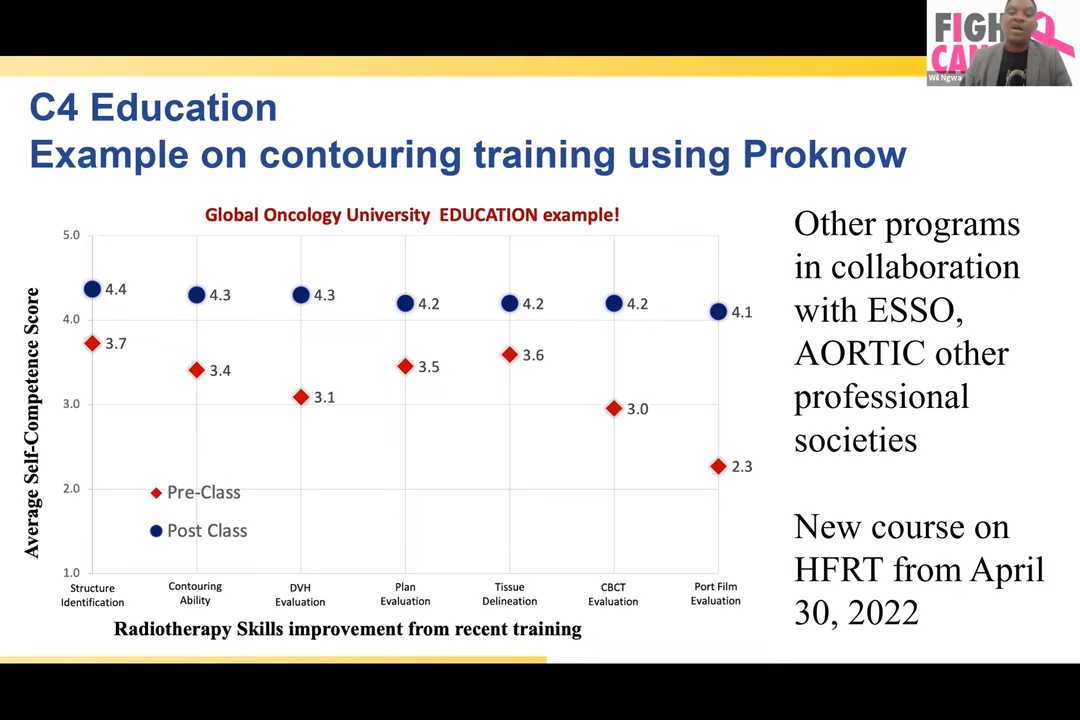 FIGH
CAN
Wil Ngwa
C4 Education
Example on contouring training using Proknow
Global Oncology University EDUCATION example!
Average Self-Competence Score
5.0
4.0
3.0
2.0
1.0
4.4
4.3
4.3
4.2
4.2
4.2
4.1
3.7
3.4
3.1
3.5
3.6
3.0
2.3
Pre-Class
Post Class
Structure
Identification
Contouring
Ability
DVH
Evaluation
Plan
Evaluation
Tissue
Delineation
CBCT
Evaluation
Port Film
Evaluation
Radiotherapy Skills improvement from recent training
Other programs
in collaboration
with ESSO,
AORTIC other
professional
societies
New course on
HFRT from April
30, 2022